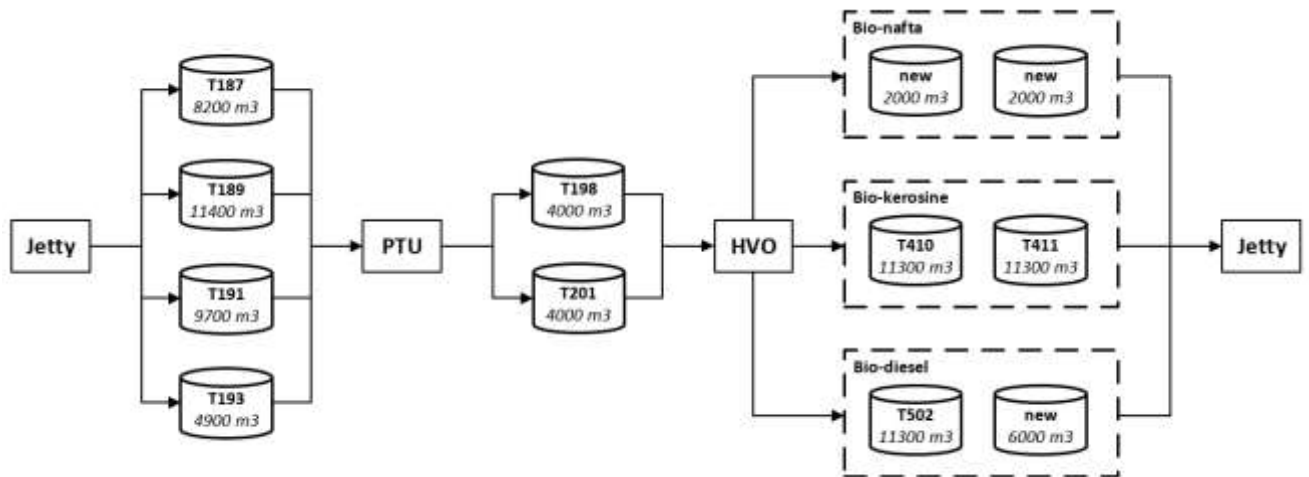 Jetty
T187
8200 m3
T189
11400 m3
T191
9700 m3
T193
4900 m3
PTU
T198
4000 m3
T201
4000 m3
HVO
Bio-nafta
new
2000 m3
new
2000 m3
Bio-kerosine
T410
11300 m3
T411
11300 m3
Bio-diesel
T502
11300 m3
new
6000 m3
Jetty